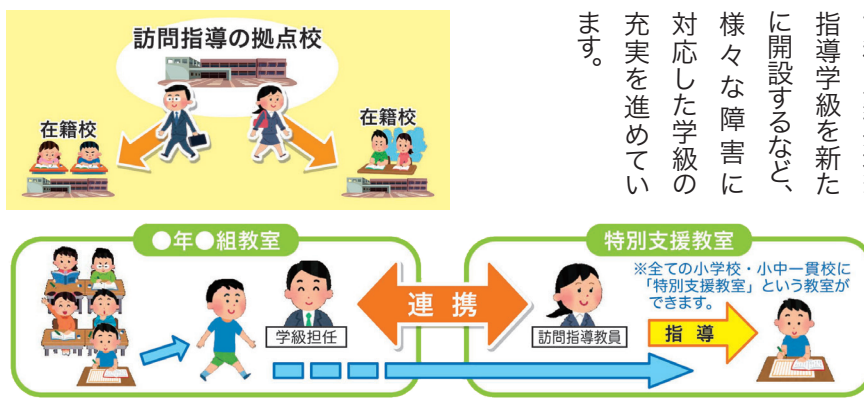 指導学級を新た
に開設するなど、
様々な障害に
対応した学級の
充実を進めてい
ます。
訪問指導の拠点校
在籍校
在籍校
●年●組教室
学級担任
連携
特別支援教室
※全ての小学校・小中一貫校に
「特別支援教室」という教室が
できます。
訪問指導教員
指導